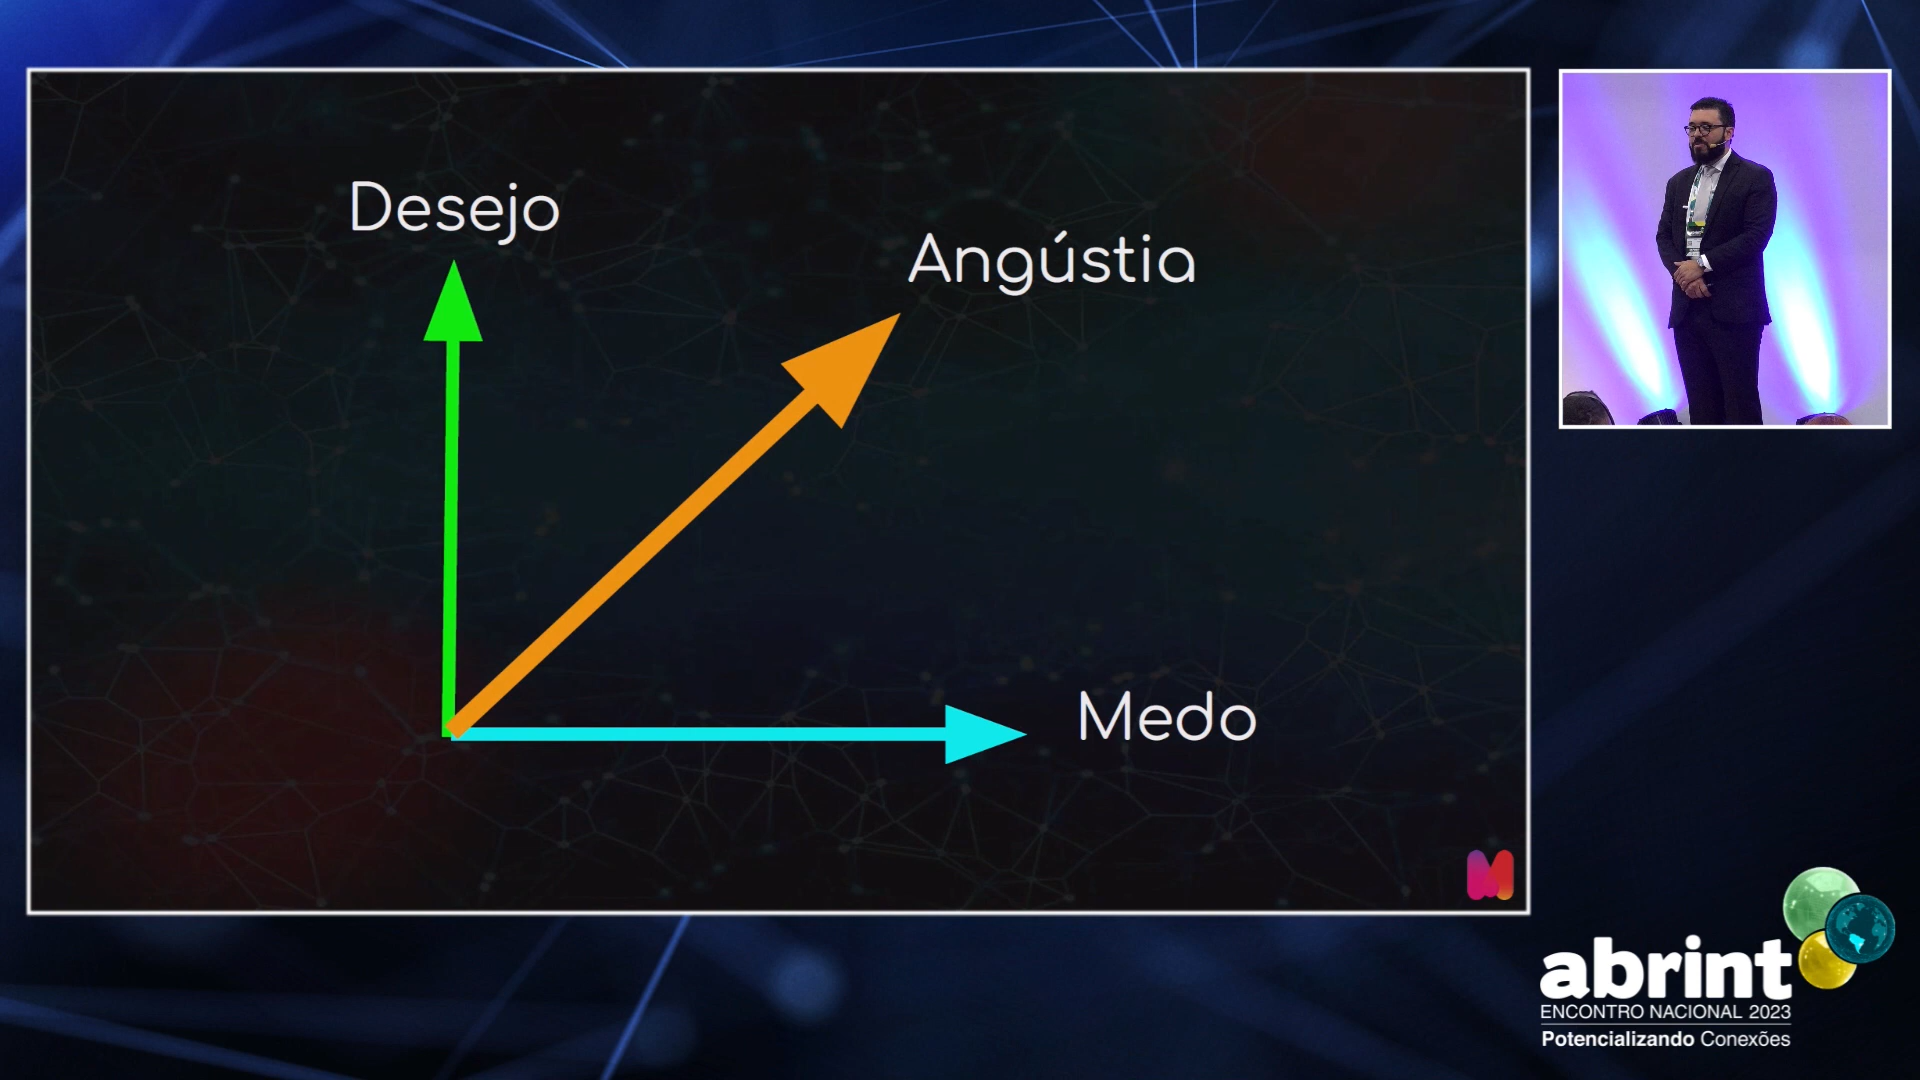 Desejo
Angústia
Medo
abrint
ENCONTRO NACIONAL 2023
Potencializando Conexões